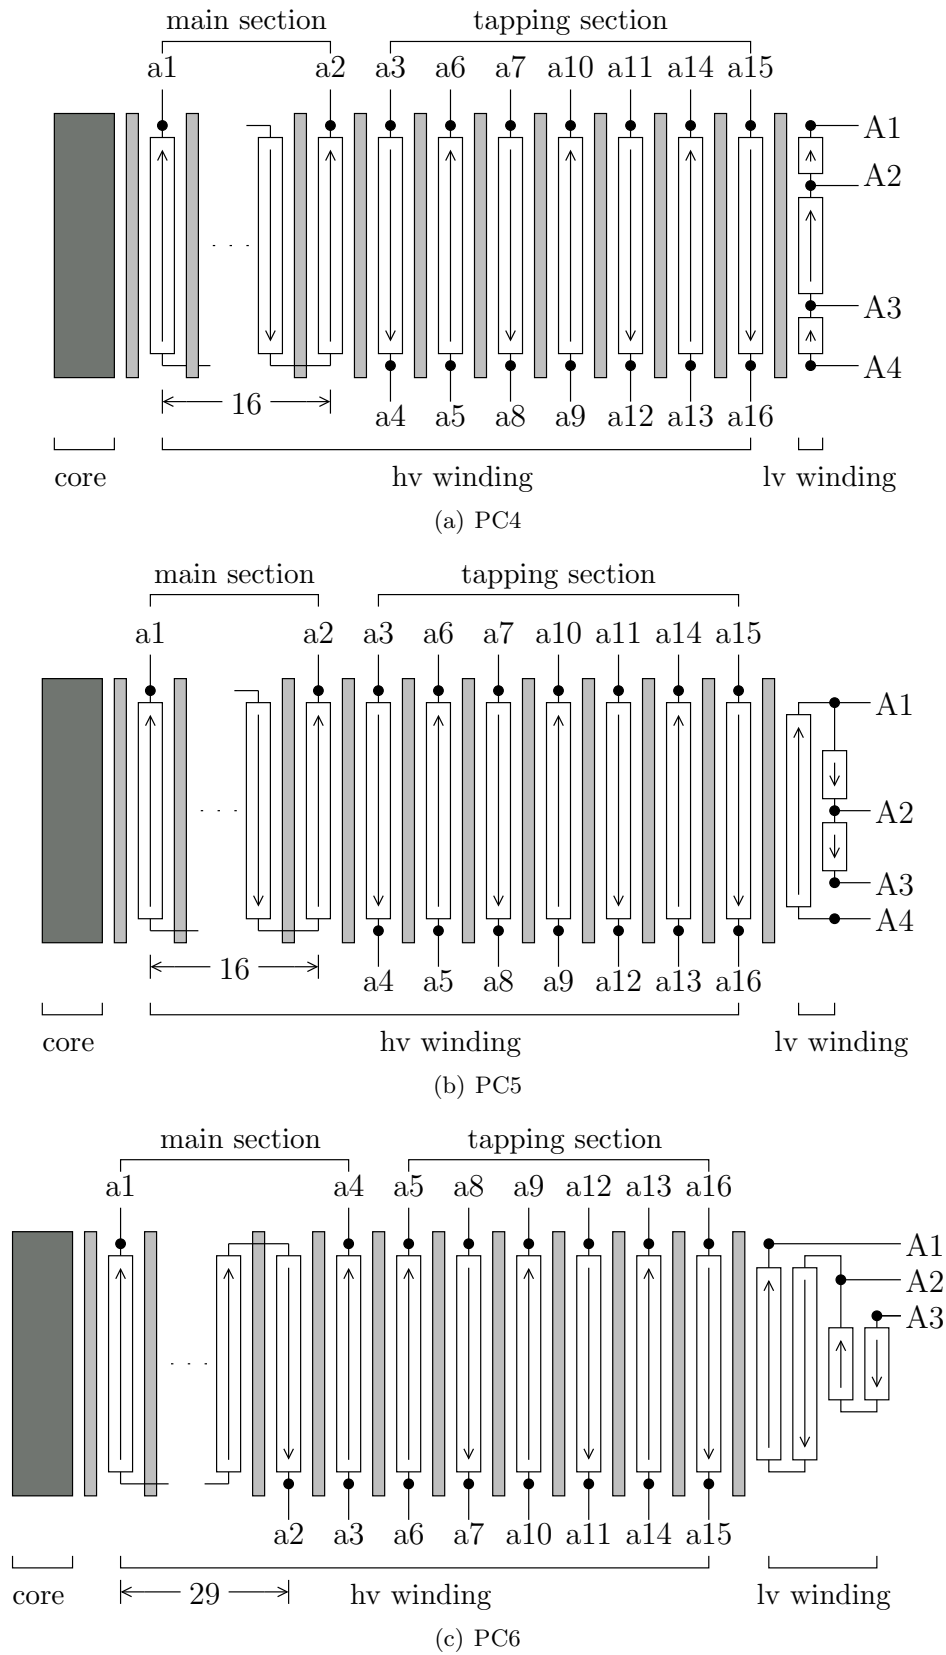 main section tapping section
a1 a2 a3 a6 a7 a10 a11 a14 a15
A1
A2
. . .
A3
A4
16
a4 a5 a8 a9 a12 a13 a16
core hv winding lv winding
(a) PC4
main section tapping section
a1 a2 a3 a6 a7 a10 a11 a14 a15
A1
. . .
A2
A3
A4
16
a4 a5 a8 a9 a12 a13 a16
core hv winding lv winding
(b) PC5
main section tapping section
a1 a4 a5 a8 a9 a12 a13 a16
A1
A2
A3
. . .
a2 a3 a6 a7 a10 a11 a14 a15
core 29 hv winding lv winding
(c) PC6